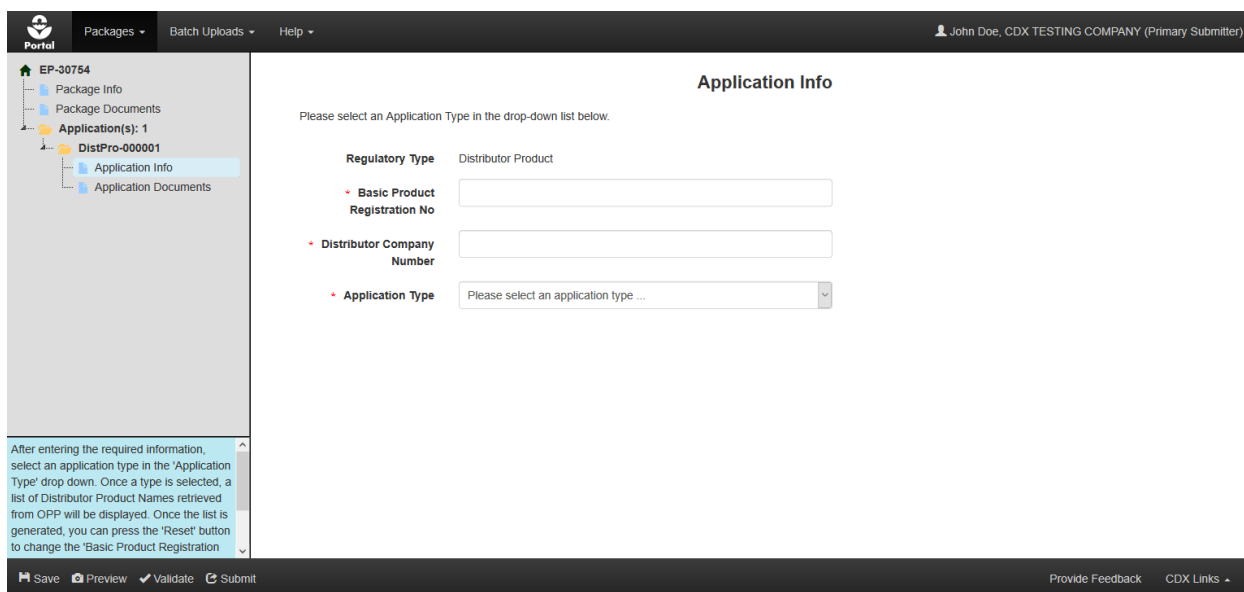 Portal
Packages
Batch Uploads
Help
John Doe, CDX TESTING COMPANY (Primary Submitter)
EP-30754
Package Info
Package Documents
Application(s): 1
DistPro-000001
Application Info
Application Documents
Application Info
Please select an Application Type in the drop-down list below.
Regulatory Type Distributor Product
* Basic Product
Registration No
* Distributor Company
Number
* Application Type Please select an application type ...
After entering the required information,
select an application type in the 'Application
Type' drop down. Once a type is selected, a
list of Distributor Product Names retrieved
from OPP will be displayed. Once the list is
generated, you can press the 'Reset' button
to change the 'Basic Product Registration
Save Preview Validate Submit
Provide Feedback CDX Links